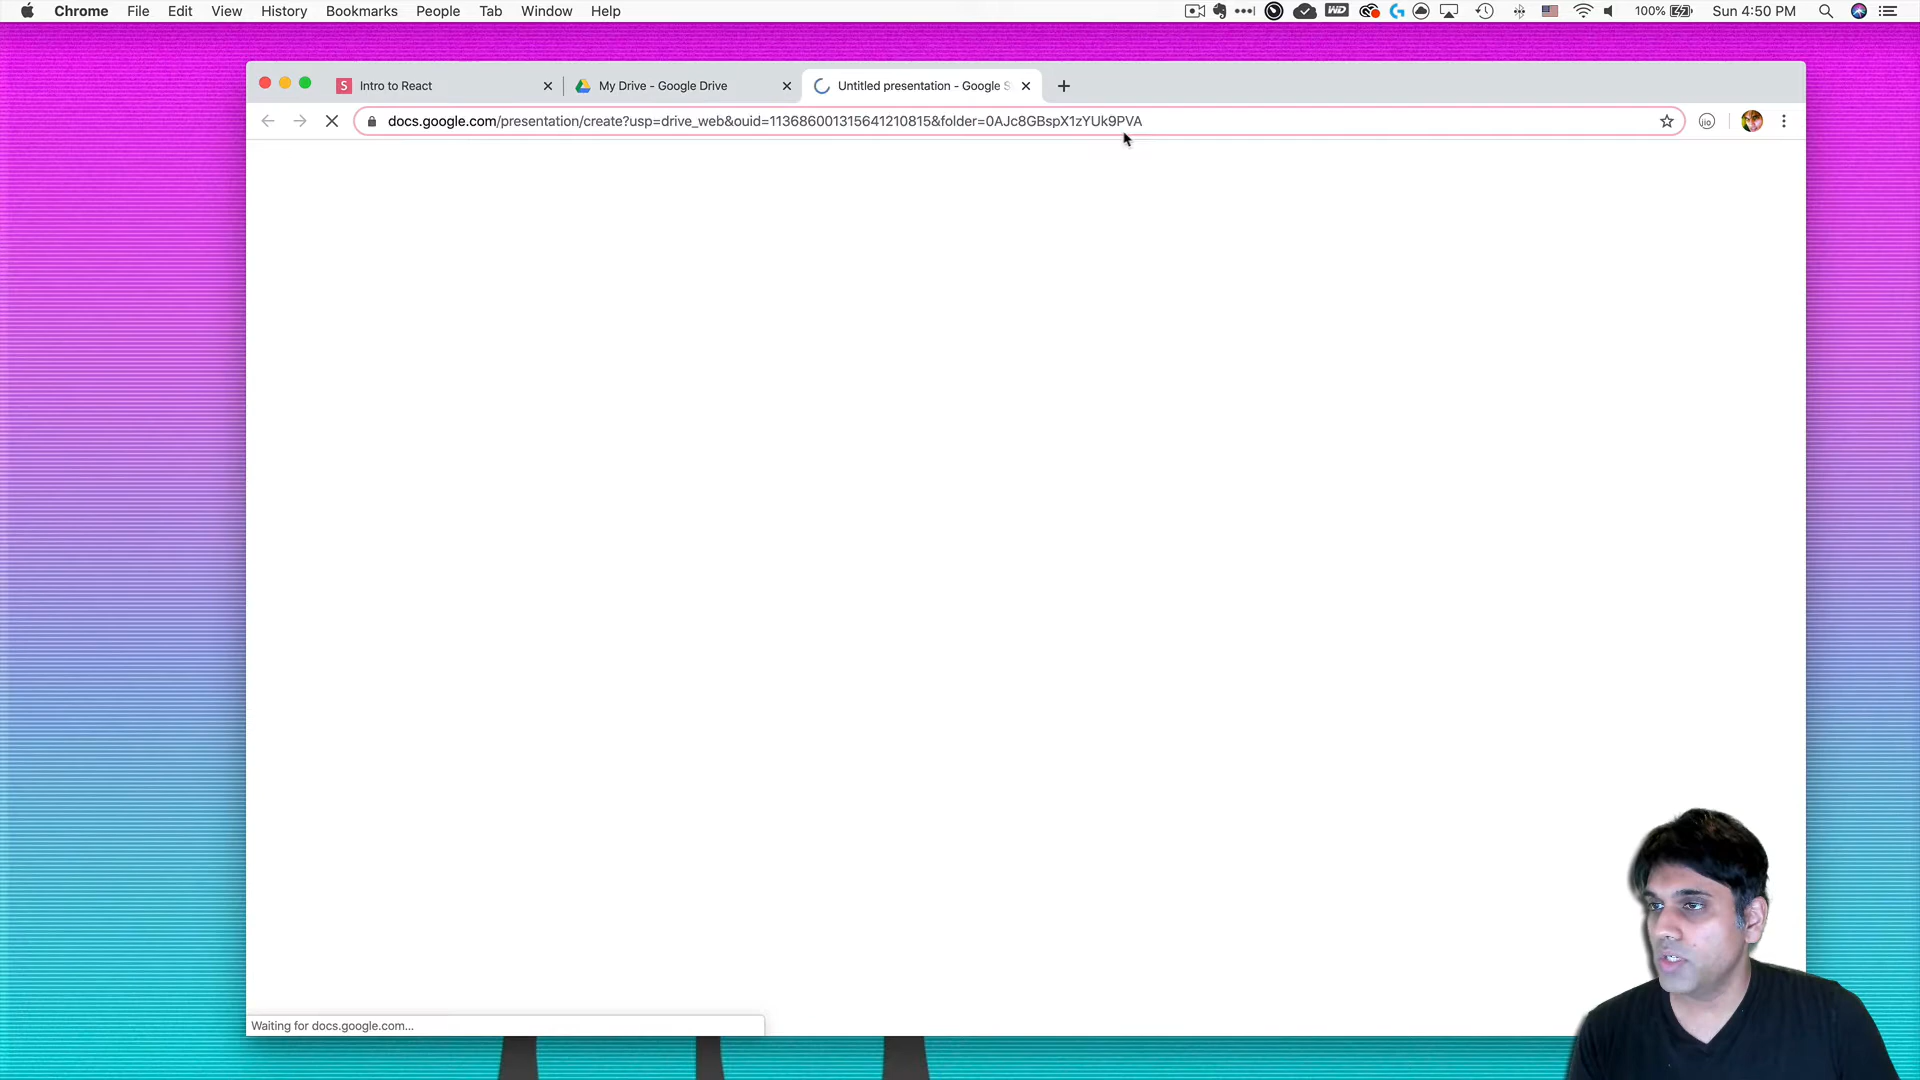 Chrome File Edit View History Bookmarks People Tab Window Help
WD
100%
Sun 4:50 PM
S Intro to React
My Drive - Google Drive
Untitled presentation - Google S
docs.google.com/presentation/create?usp=drive_web&ouid=113686001315641210815&folder=0AJc8GBspX1zYUk9PVA
jio
Waiting for docs.google.com...